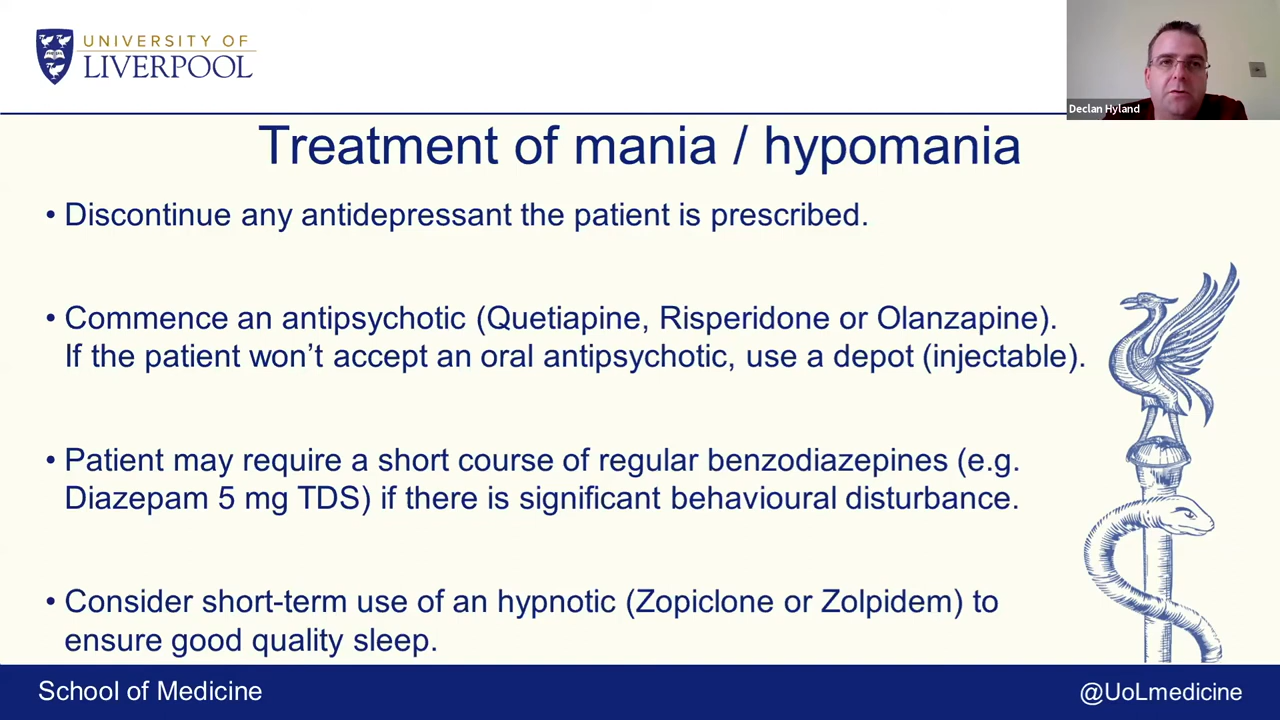 UNIVERSITY OF
LIVERPOOL
Declan Hyland
Treatment of mania / hypomania
• Discontinue any antidepressant the patient is prescribed.
• Commence an antipsychotic (Quetiapine, Risperidone or Olanzapine).
If the patient won’t accept an oral antipsychotic, use a depot (injectable).
• Patient may require a short course of regular benzodiazepines (e.g.
Diazepam 5 mg TDS) if there is significant behavioural disturbance.
• Consider short-term use of an hypnotic (Zopiclone or Zolpidem) to
ensure good quality sleep.
School of Medicine
@UoLmedicine